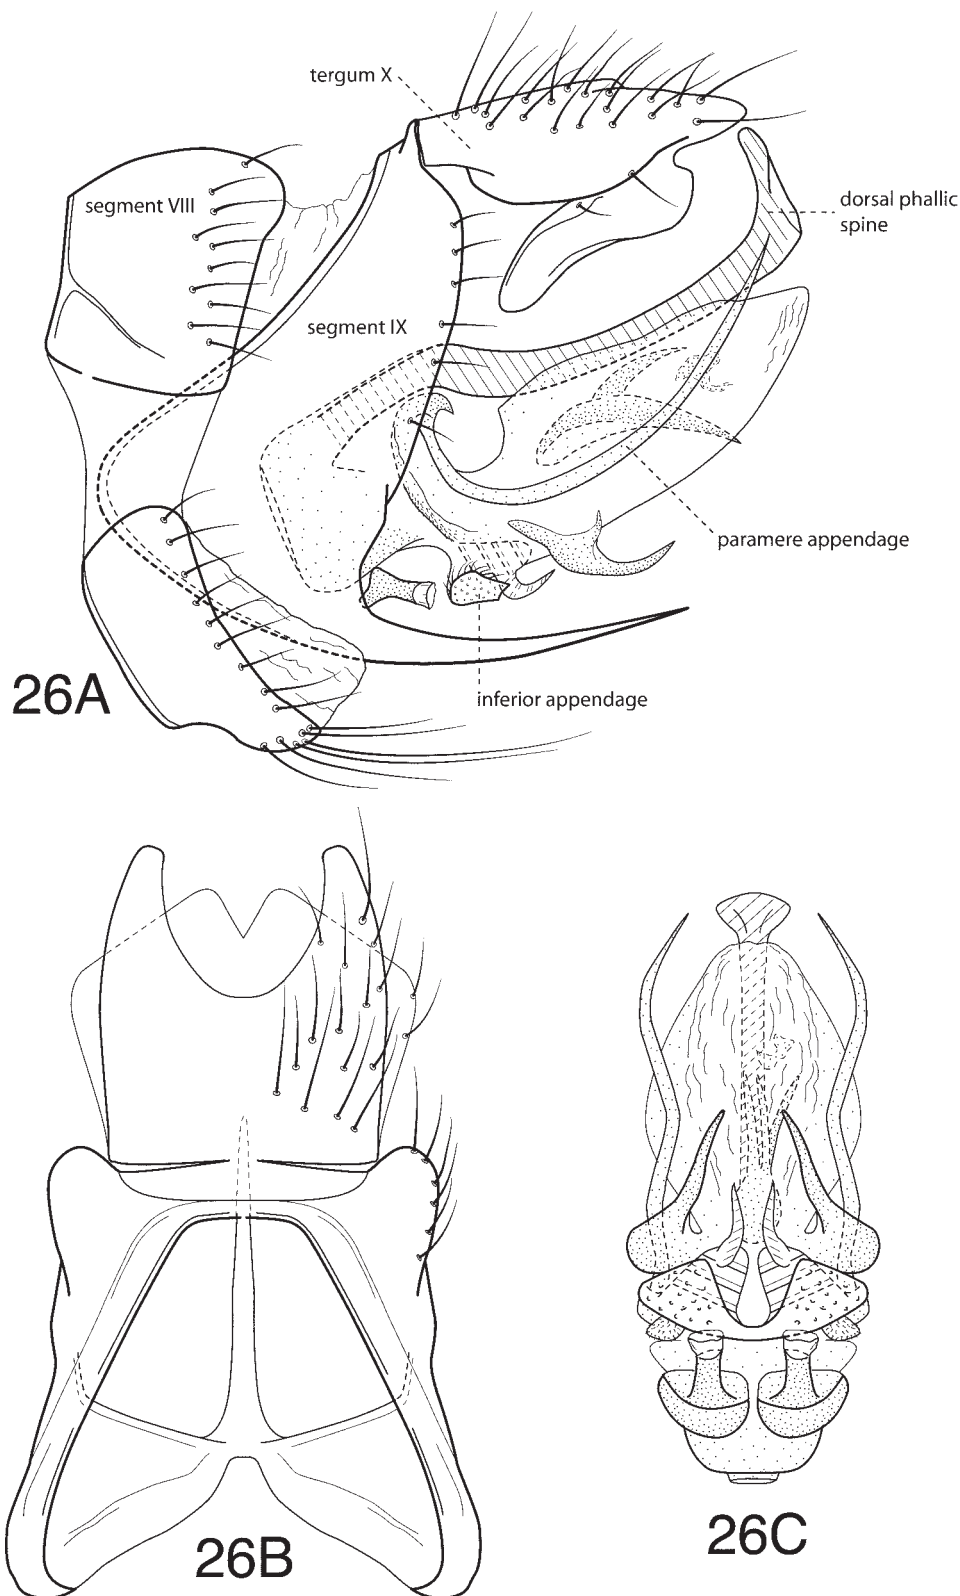 tergum X
segment VIII
dorsal phallic
spine
segment IX
paramere appendage
inferior appendage
26A
26B
26C